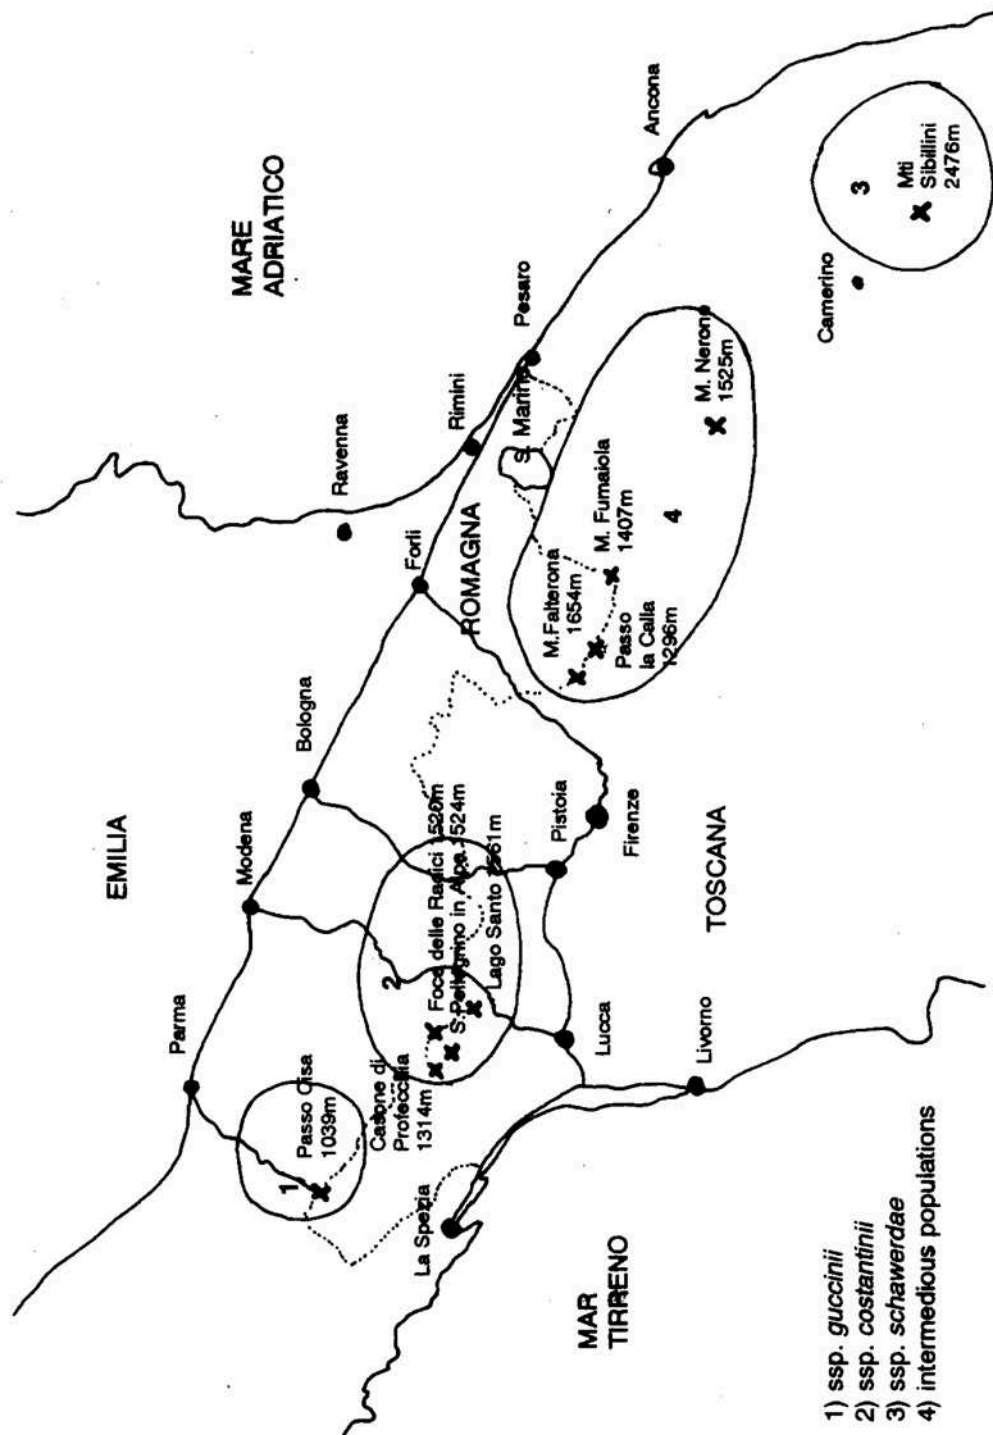 MARE
ADRIATICO
EMILIA
Parma
Modena
Bologna
Ravenna
Forli
Rimini
Pesaro
Ancona
ROMAGNA
S. Marino
Passo Cisa
1039m
1
2
Casone di
Profecchia
1314m
Foce delle Radici 1520m
S.Pellegrino in Alpe.1524m
Lago Santo 1561m
M.Falterona
1654m
Passo
la Calla
1296m
M. Fumaiola
1407m
4
M. Nerone
1525m
Camerino
3
Mti
Sibillini
2476m
La Spezia
Lucca
Pistoia
Firenze
Livorno
TOSCANA
MAR
TIRRENO
1) ssp. guccinii
2) ssp. costantinii
3) ssp. schawerdae
4) intermedious populations